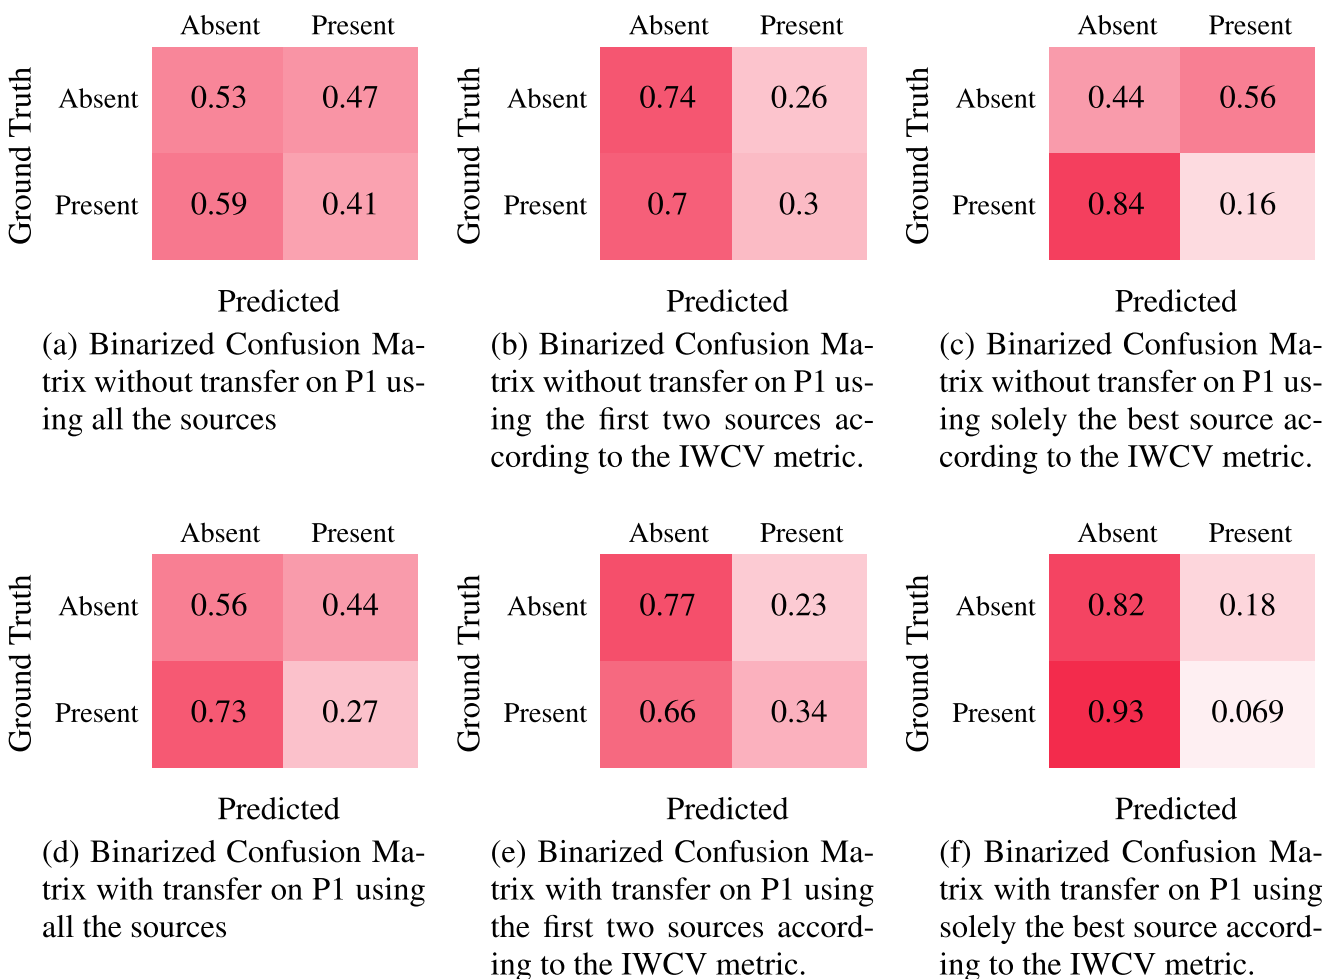 Absent Present
Ground Truth
Absent 0.53 0.47
Present 0.59 0.41
Predicted
(a) Binarized Confusion Ma-
trix without transfer on P1 us-
ing all the sources
Absent Present
Ground Truth
Absent 0.74 0.26
Present 0.7 0.3
Predicted
(b) Binarized Confusion Ma-
trix without transfer on P1 us-
ing the first two sources ac-
cording to the IWCV metric.
Absent Present
Ground Truth
Absent 0.44 0.56
Present 0.84 0.16
Predicted
(c) Binarized Confusion Ma-
trix without transfer on P1 us-
ing solely the best source ac-
cording to the IWCV metric.
Absent Present
Ground Truth
Absent 0.56 0.44
Present 0.73 0.27
Predicted
(d) Binarized Confusion Ma-
trix with transfer on P1 using
all the sources
Absent Present
Ground Truth
Absent 0.77 0.23
Present 0.66 0.34
Predicted
(e) Binarized Confusion Ma-
trix with transfer on P1 using
the first two sources accord-
ing to the IWCV metric.
Absent Present
Ground Truth
Absent 0.82 0.18
Present 0.93 0.069
Predicted
(f) Binarized Confusion Ma-
trix with transfer on P1 using
solely the best source accord-
ing to the IWCV metric.